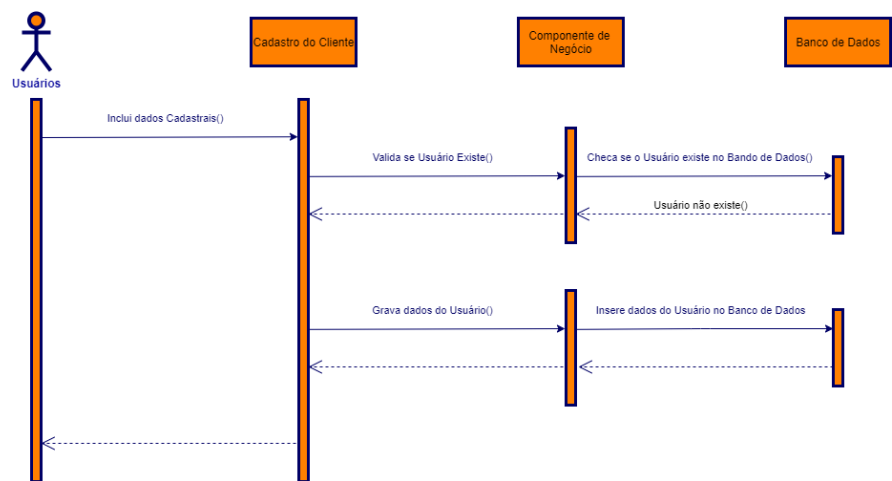 Cadastro do Cliente
Componente de
Negócio
Banco de Dados
Usuários
Inclui dados Cadastrais()
Valida se Usuário Existe()
Checa se o Usuário existe no Bando de Dados()
Usuário não existe()
Grava dados do Usuário()
Insere dados do Usuário no Banco de Dados